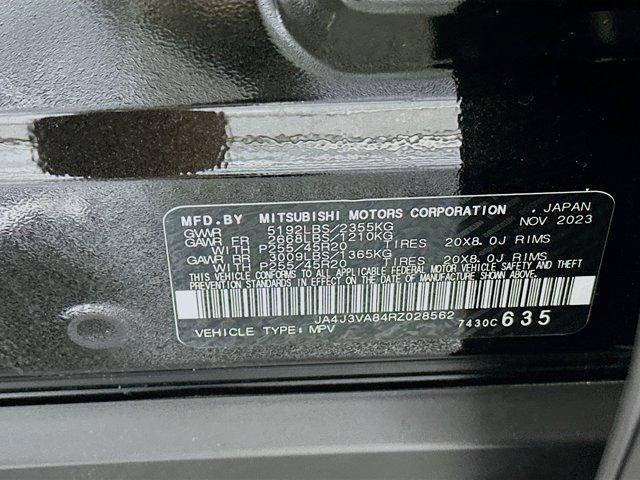 MFD.BY MITSUBISHI MOTORS CORPORATION , JAPAN
GVWR 5192LBS/2355KG NOV 2023
GAWR FR 2668LBS/1210KG
WITH P255/45R20 TIRES 20X8.0J RIMS
GAWR RR 3009LBS/1365KG
WITH P255/45R20 TIRES 20X8.0J RIMS
THIS VEHICLE CONFORMS TO ALL APPLICABLE FEDERAL MOTOR VEHICLE SAFETY AND THEFT
PREVENTION STANDARDS IN EFFECT ON THE DATE OF MANUFACTURE SHOWN ABOVE.
JA4J3VA84RZ028562 7430C 635
VEHICLE TYPE: MPV